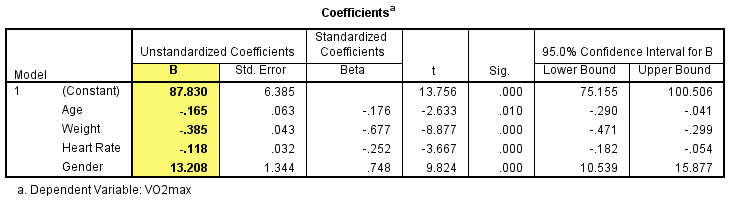 Coefficientsa
Model Unstandardized Coefficients Standardized Coefficients t Sig. 95.0% Confidence Interval for B
B Std. Error Beta Lower Bound Upper Bound
1 (Constant) 87.830 6.385 13.756 .000 75.155 100.506
Age -.165 .063 -.176 -2.633 .010 -.290 -.041
Weight -.385 .043 -.677 -8.877 .000 -.471 -.299
Heart Rate -.118 .032 -.252 -3.667 .000 -.182 -.054
Gender 13.208 1.344 .748 9.824 .000 10.539 15.877
a. Dependent Variable: VO2max